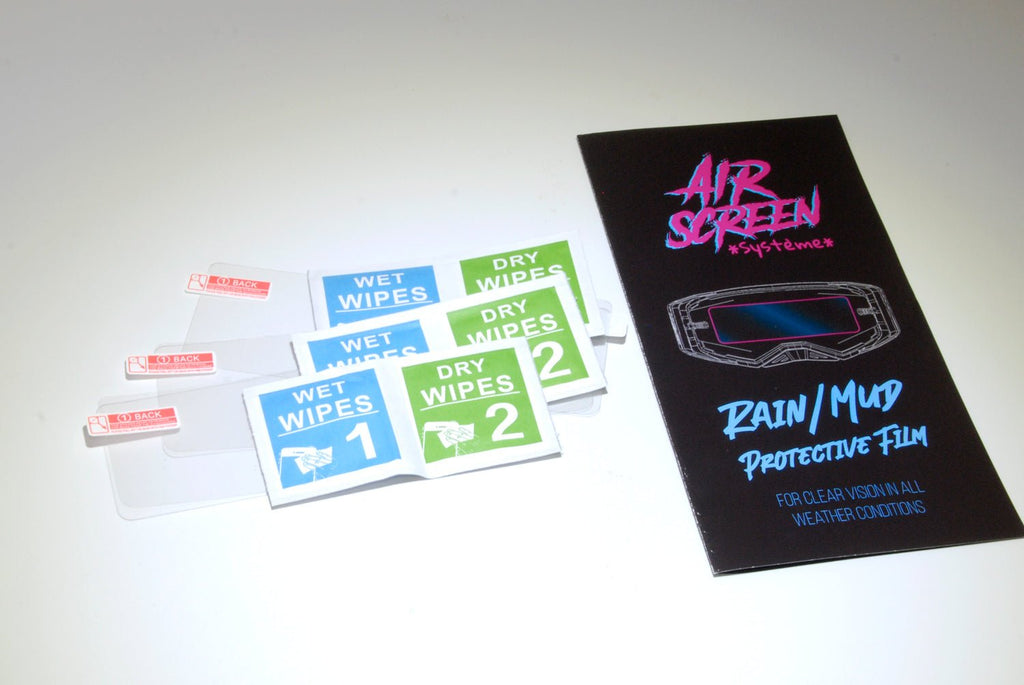 AIR
SCREEN
*Système*
RAIN/MUD
PROTECTIVE FILM
FOR CLEAR VISION IN ALL
WEATHER CONDITIONS
① BACK
WET
WIPES
DRY
WIPES
① BACK
WET
WIPES
DRY
WIPES
2
① BACK
WET
WIPES
1
DRY
WIPES
2